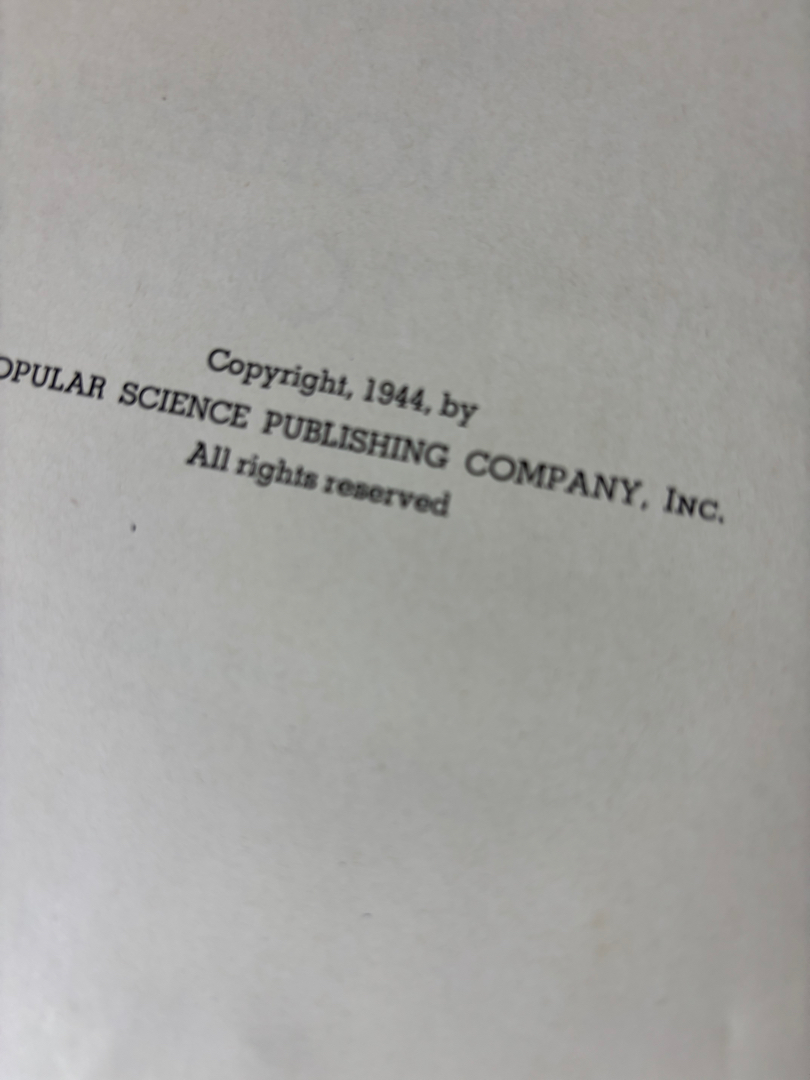 Copyright, 1944, by
OPULAR SCIENCE PUBLISHING COMPANY, INC.
All rights reserved